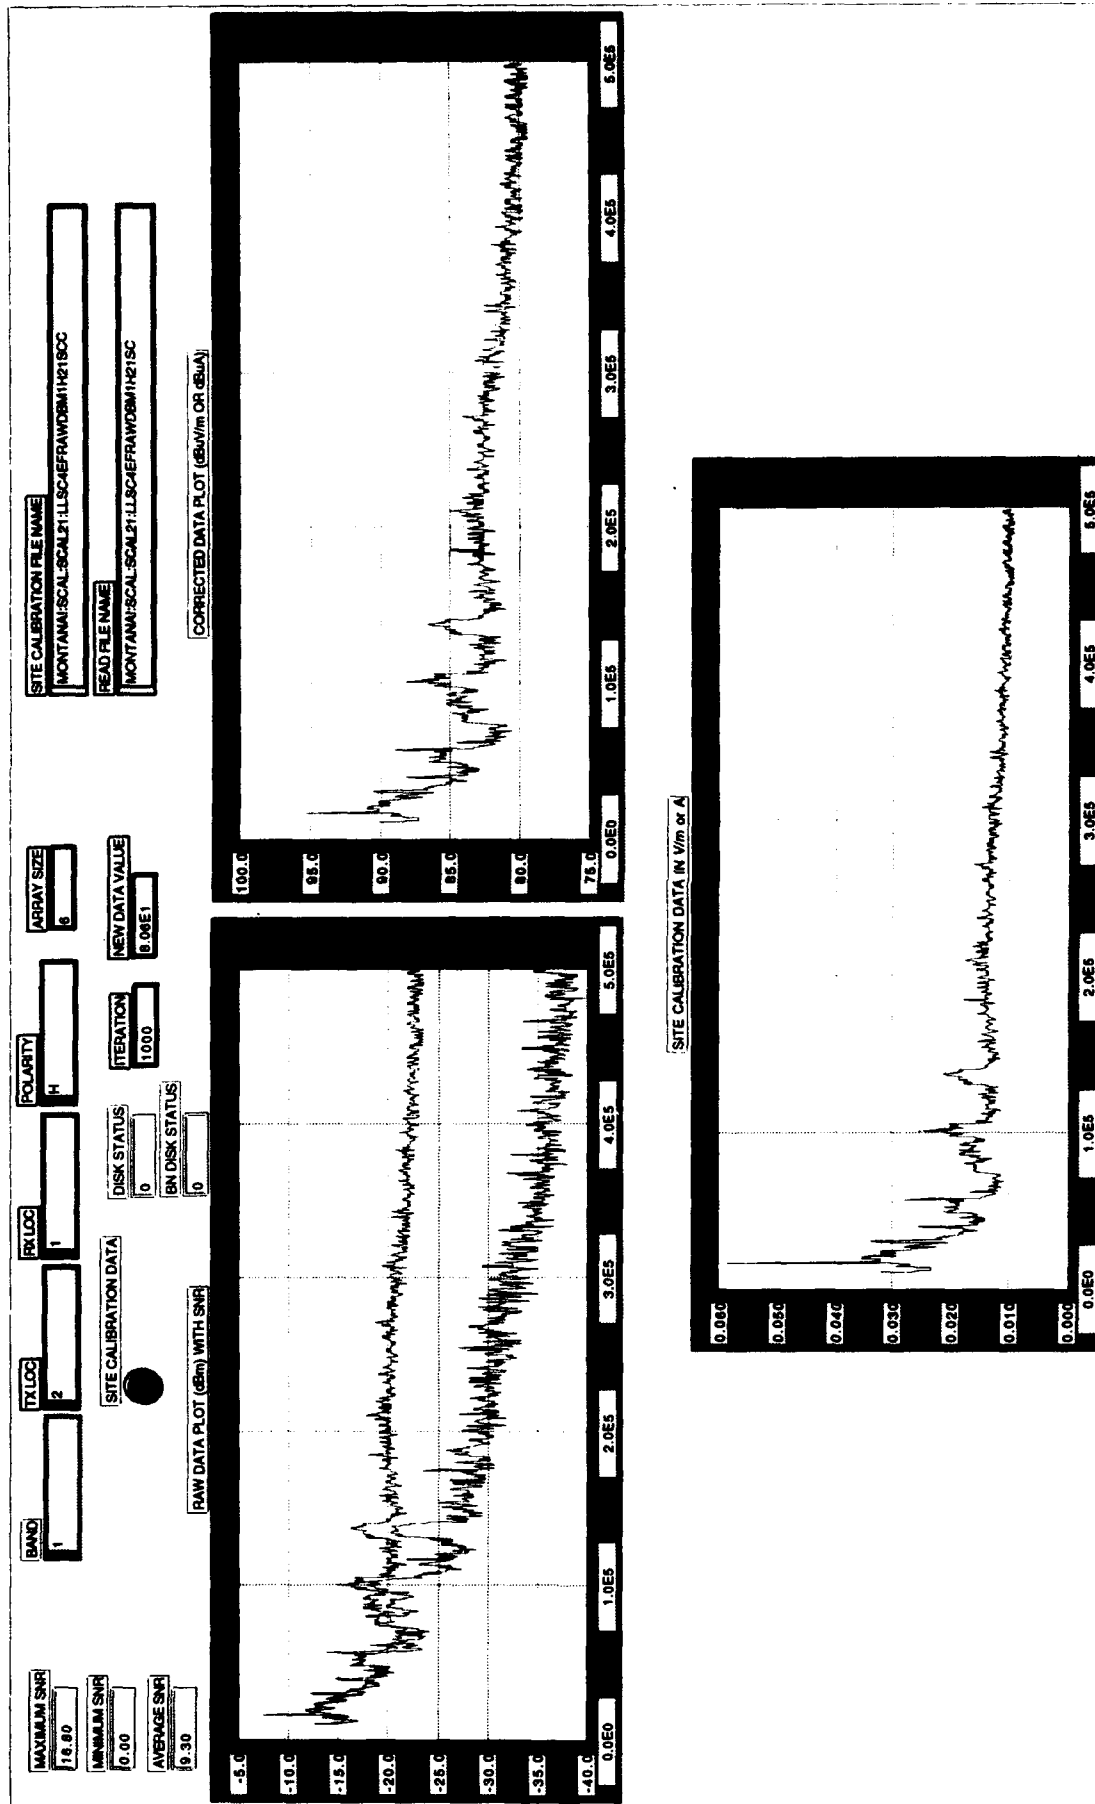 MAXIMUM SNR
18.80
MINIMUM SNR
0.00
AVERAGE SNR
9.30
BAND
1
TX LOC
2
RX LOC
1
POLARITY
H
ARRAY SIZE
6
SITE CALIBRATION DATA
DISK STATUS
0
BN DISK STATUS
0
ITERATION
1000
NEW DATA VALUE
8.06E1
SITE CALIBRATION FILE NAME
MONTANAI:SCAL:SCAL21:LLSC4EFRAWDBM1H21SCC
READ FILE NAME
MONTANAI:SCAL:SCAL21:LLSC4EFRAWDBM1H21SC
RAW DATA PLOT (dBm) WITH SNR
-5.0
-10.0
-15.0
-20.0
-25.0
-30.0
-35.0
-40.0
0.0E0 1.0E5 2.0E5 3.0E5 4.0E5 5.0E5
CORRECTED DATA PLOT (dBuV/m OR dBuA)
100.0
95.0
90.0
85.0
80.0
75.0
0.0E0 1.0E5 2.0E5 3.0E5 4.0E5 5.0E5
SITE CALIBRATION DATA IN V/m or A
0.060
0.050
0.040
0.030
0.020
0.010
0.000
0.0E0 1.0E5 2.0E5 3.0E5 4.0E5 5.0E5